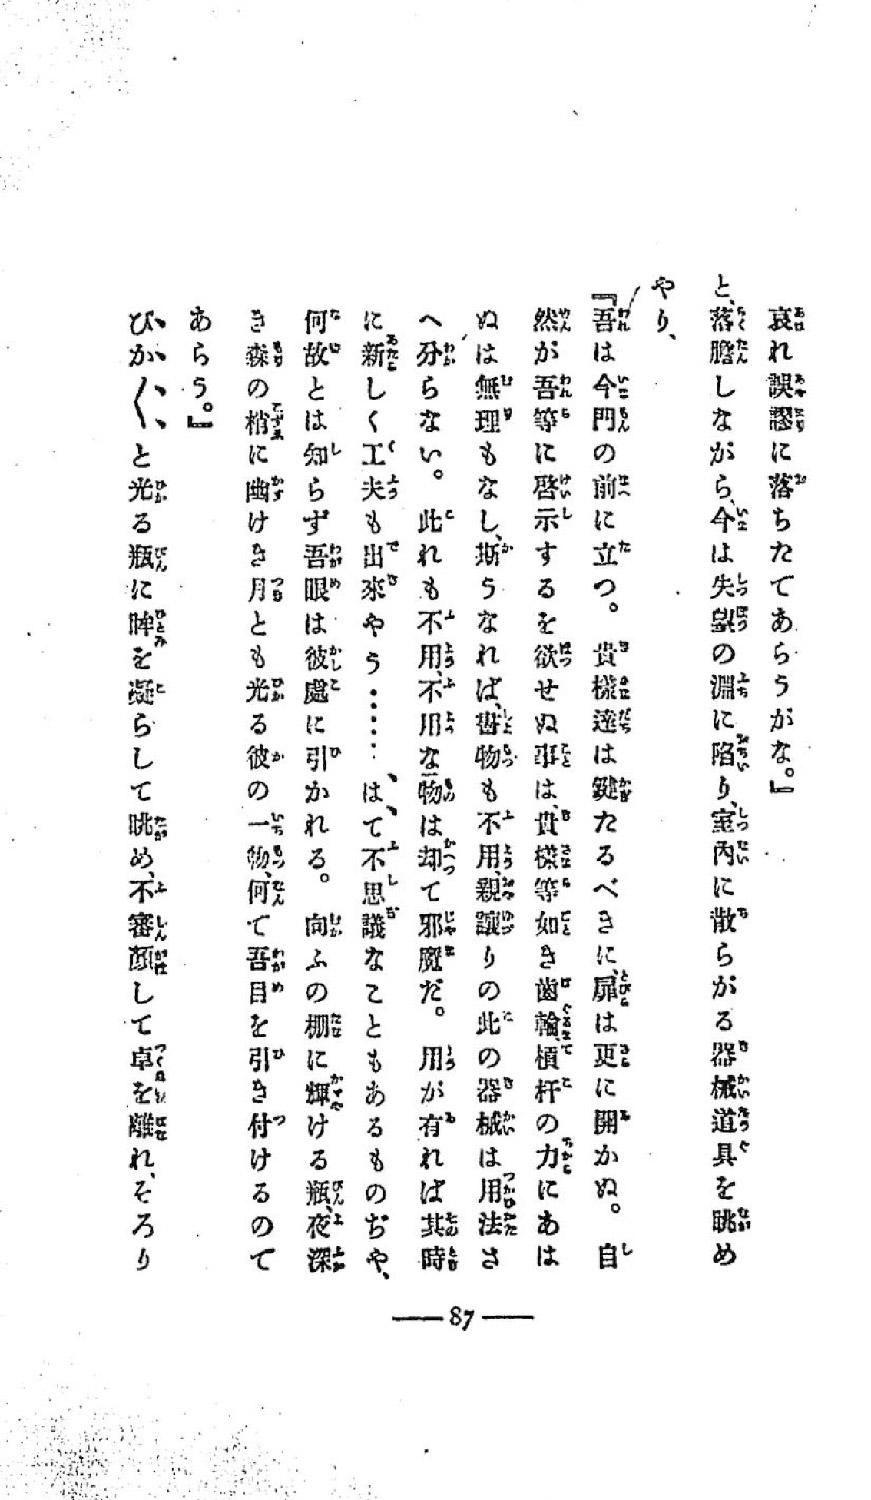 哀れ誤謬に落ちたてあらうがな。』
と、落膽しながら、今は失望の淵に陷り、室內に散らがる器械道具を眺め
やり、
『吾は今門の前に立つ。貴樣達は鍵たるべきに、扉は更に開かぬ。自
然が吾等に啓示するを欲せぬ事は、貴樣等如き齒輪、槓杆の力にあは
ぬは無理もなし、斯うなれば、書物も不用、親讓りの此の器械は用法さ
へ分らない。此れも不用、不用な物は却て邪魔だ。用が有れば其時
に新しく工夫も出來やう……は、て不思議なこともあるものぢや、
何故とは知らず吾眼は彼處に引かれる。向ふの棚に輝ける瓶、夜深
き森の梢に幽けき月とも光る彼の一物、何て吾目を引き付けるのて
あらう。』
ぴか〳〵と光る瓶に眸を凝らして眺め、不審顏して卓を離れ、そろり
87